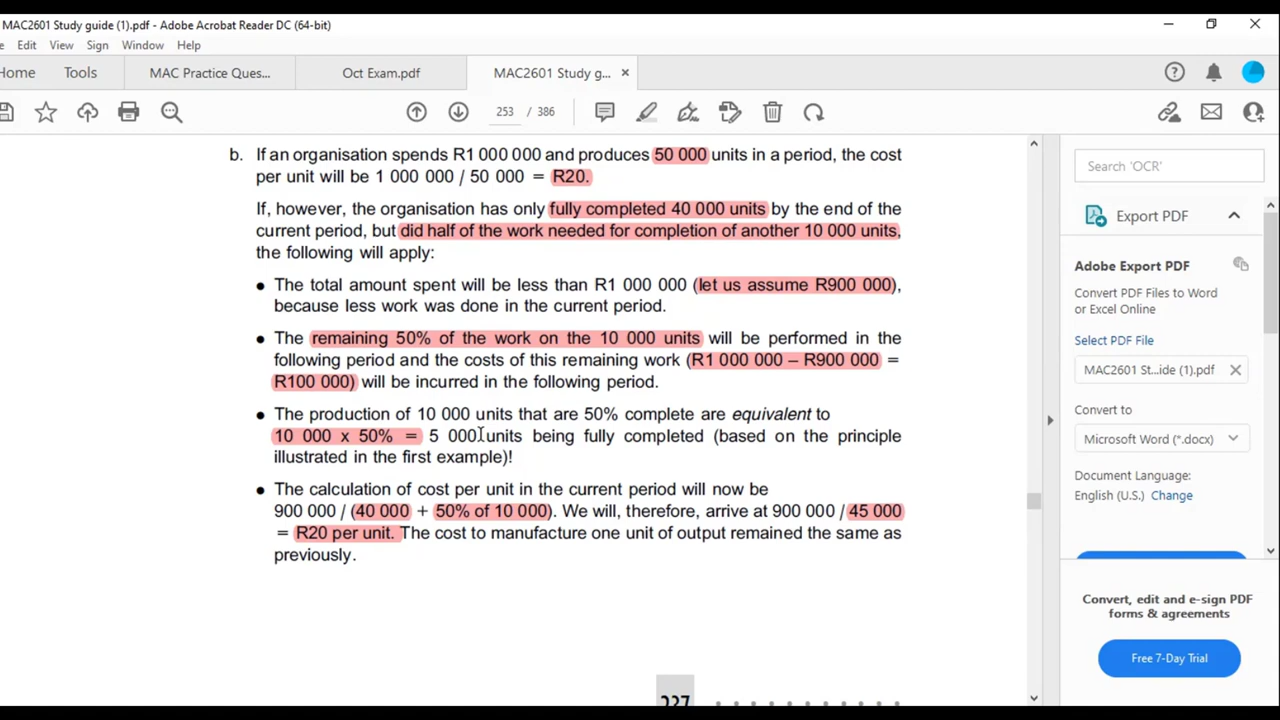 MAC2601 Study guide (1).pdf - Adobe Acrobat Reader DC (64-bit)
Edit View Sign Window Help
Home Tools MAC Practice Ques... Oct Exam.pdf MAC2601 Study g... ×
253 / 386
b. If an organisation spends R1 000 000 and produces 50 000 units in a period, the cost
per unit will be 1 000 000 / 50 000 = R20.
If, however, the organisation has only fully completed 40 000 units by the end of the
current period, but did half of the work needed for completion of another 10 000 units,
the following will apply:
• The total amount spent will be less than R1 000 000 (let us assume R900 000),
because less work was done in the current period.
• The remaining 50% of the work on the 10 000 units will be performed in the
following period and the costs of this remaining work (R1 000 000 – R900 000 =
R100 000) will be incurred in the following period.
• The production of 10 000 units that are 50% complete are equivalent to
10 000 x 50% = 5 000 units being fully completed (based on the principle
illustrated in the first example)!
• The calculation of cost per unit in the current period will now be
900 000 / (40 000 + 50% of 10 000). We will, therefore, arrive at 900 000 / 45 000
= R20 per unit. The cost to manufacture one unit of output remained the same as
previously.
227
Search 'OCR'
Export PDF
Adobe Export PDF
Convert PDF Files to Word
or Excel Online
Select PDF File
MAC2601 St...ide (1).pdf
Convert to
Microsoft Word (*.docx)
Document Language:
English (U.S.) Change
Convert, edit and e-sign PDF
forms & agreements
Free 7-Day Trial